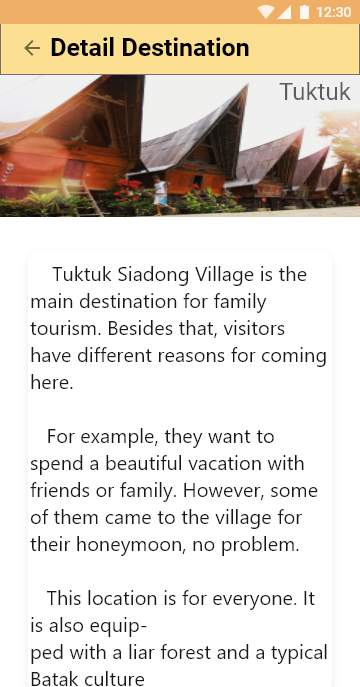 12:30
Detail Destination
Tuktuk
Tuktuk Siadong Village is the
main destination for family
tourism. Besides that, visitors
have different reasons for coming
here.
For example, they want to
spend a beautiful vacation with
friends or family. However, some
of them came to the village for
their honeymoon, no problem.
This location is for everyone. It
is also equip-
ped with a liar forest and a typical
Batak culture